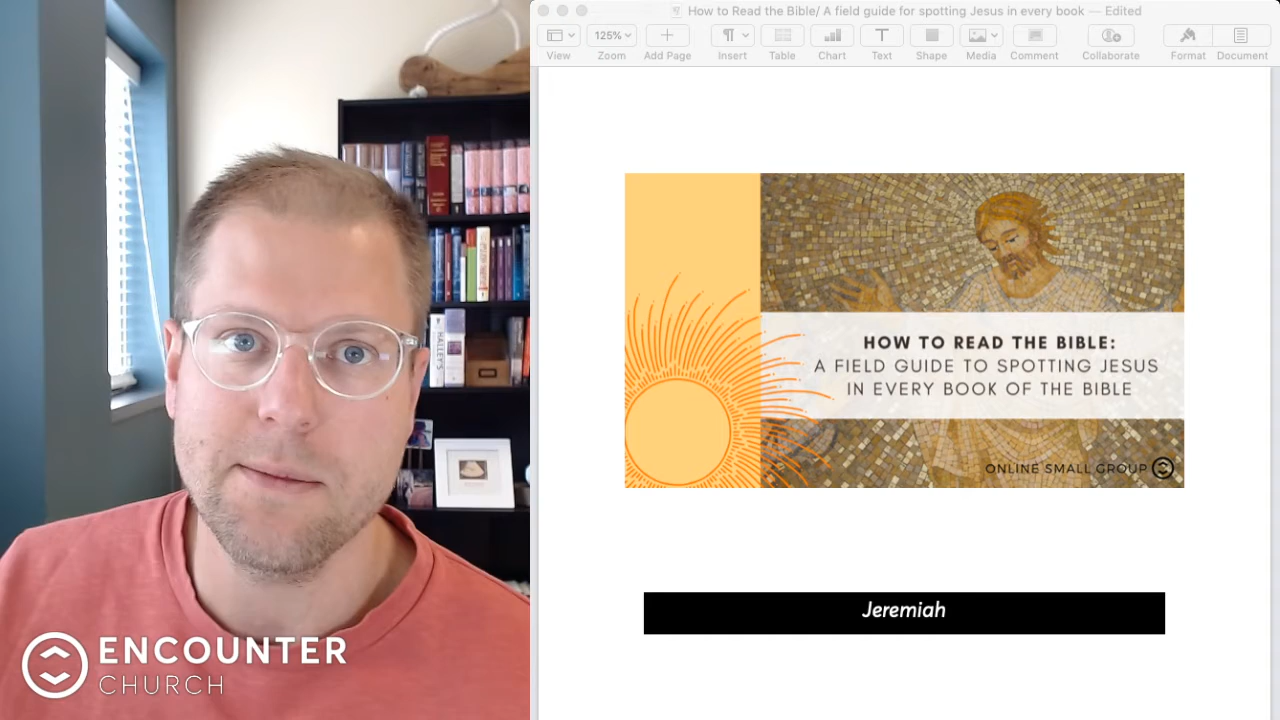 How to Read the Bible/ A field guide for spotting Jesus in every book — Edited
125%
View
Zoom
Add Page
Insert
Table
Chart
Text
Shape
Media
Comment
Collaborate
Format
Document
HALLEY'S
HOW TO READ THE BIBLE:
A FIELD GUIDE TO SPOTTING JESUS
IN EVERY BOOK OF THE BIBLE
ONLINE SMALL GROUP
Jeremiah
ENCOUNTER
CHURCH